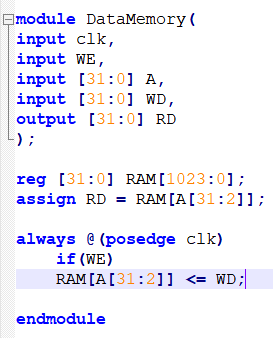 module DataMemory(
input clk,
input WE,
input [31:0] A,
input [31:0] WD,
output [31:0] RD
);
reg [31:0] RAM[1023:0];
assign RD = RAM[A[31:2]];
always @(posedge clk)
if(WE)
RAM[A[31:2]] <= WD;
endmodule